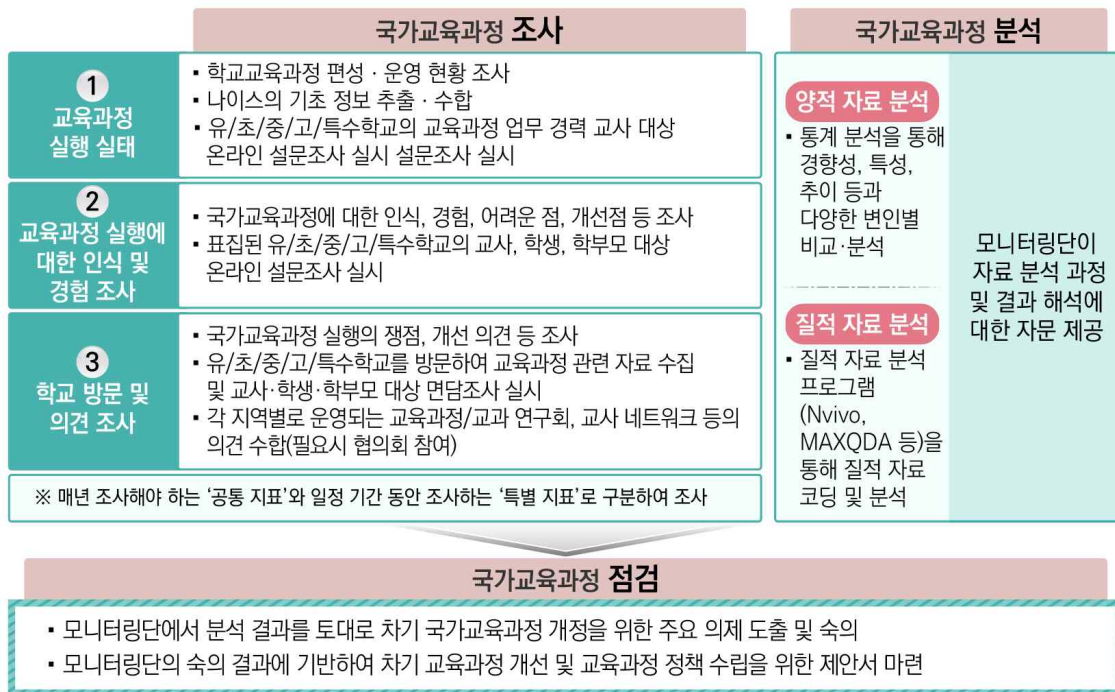 국가교육과정 조사
1
교육과정
실행 실태
▪ 학교교육과정 편성 · 운영 현황 조사
▪ 나이스의 기초 정보 추출 · 수합
▪ 유/초/중/고/특수학교의 교육과정 업무 경력 교사 대상
온라인 설문조사 실시 설문조사 실시
2
교육과정 실행에
대한 인식 및
경험 조사
▪ 국가교육과정에 대한 인식, 경험, 어려운 점, 개선점 등 조사
▪ 표집된 유/초/중/고/특수학교의 교사, 학생, 학부모 대상
온라인 설문조사 실시
3
학교 방문 및
의견 조사
▪ 국가교육과정 실행의 쟁점, 개선 의견 등 조사
▪ 유/초/중/고/특수학교를 방문하여 교육과정 관련 자료 수집
및 교사·학생·학부모 대상 면담조사 실시
▪ 각 지역별로 운영되는 교육과정/교과 연구회, 교사 네트워크 등의
의견 수합(필요시 협의회 참여)
※ 매년 조사해야 하는 ‘공통 지표’와 일정 기간 동안 조사하는 ‘특별 지표’로 구분하여 조사
국가교육과정 분석
양적 자료 분석
▪ 통계 분석을 통해
경향성, 특성,
추이 등과
다양한 변인별
비교·분석
질적 자료 분석
▪ 질적 자료 분석
프로그램
(Nvivo,
MAXQDA 등)을
통해 질적 자료
코딩 및 분석
모니터링단이
자료 분석 과정
및 결과 해석에
대한 자문 제공
국가교육과정 점검
▪ 모니터링단에서 분석 결과를 토대로 차기 국가교육과정 개정을 위한 주요 의제 도출 및 숙의
▪ 모니터링단의 숙의 결과에 기반하여 차기 교육과정 개선 및 교육과정 정책 수립을 위한 제안서 마련